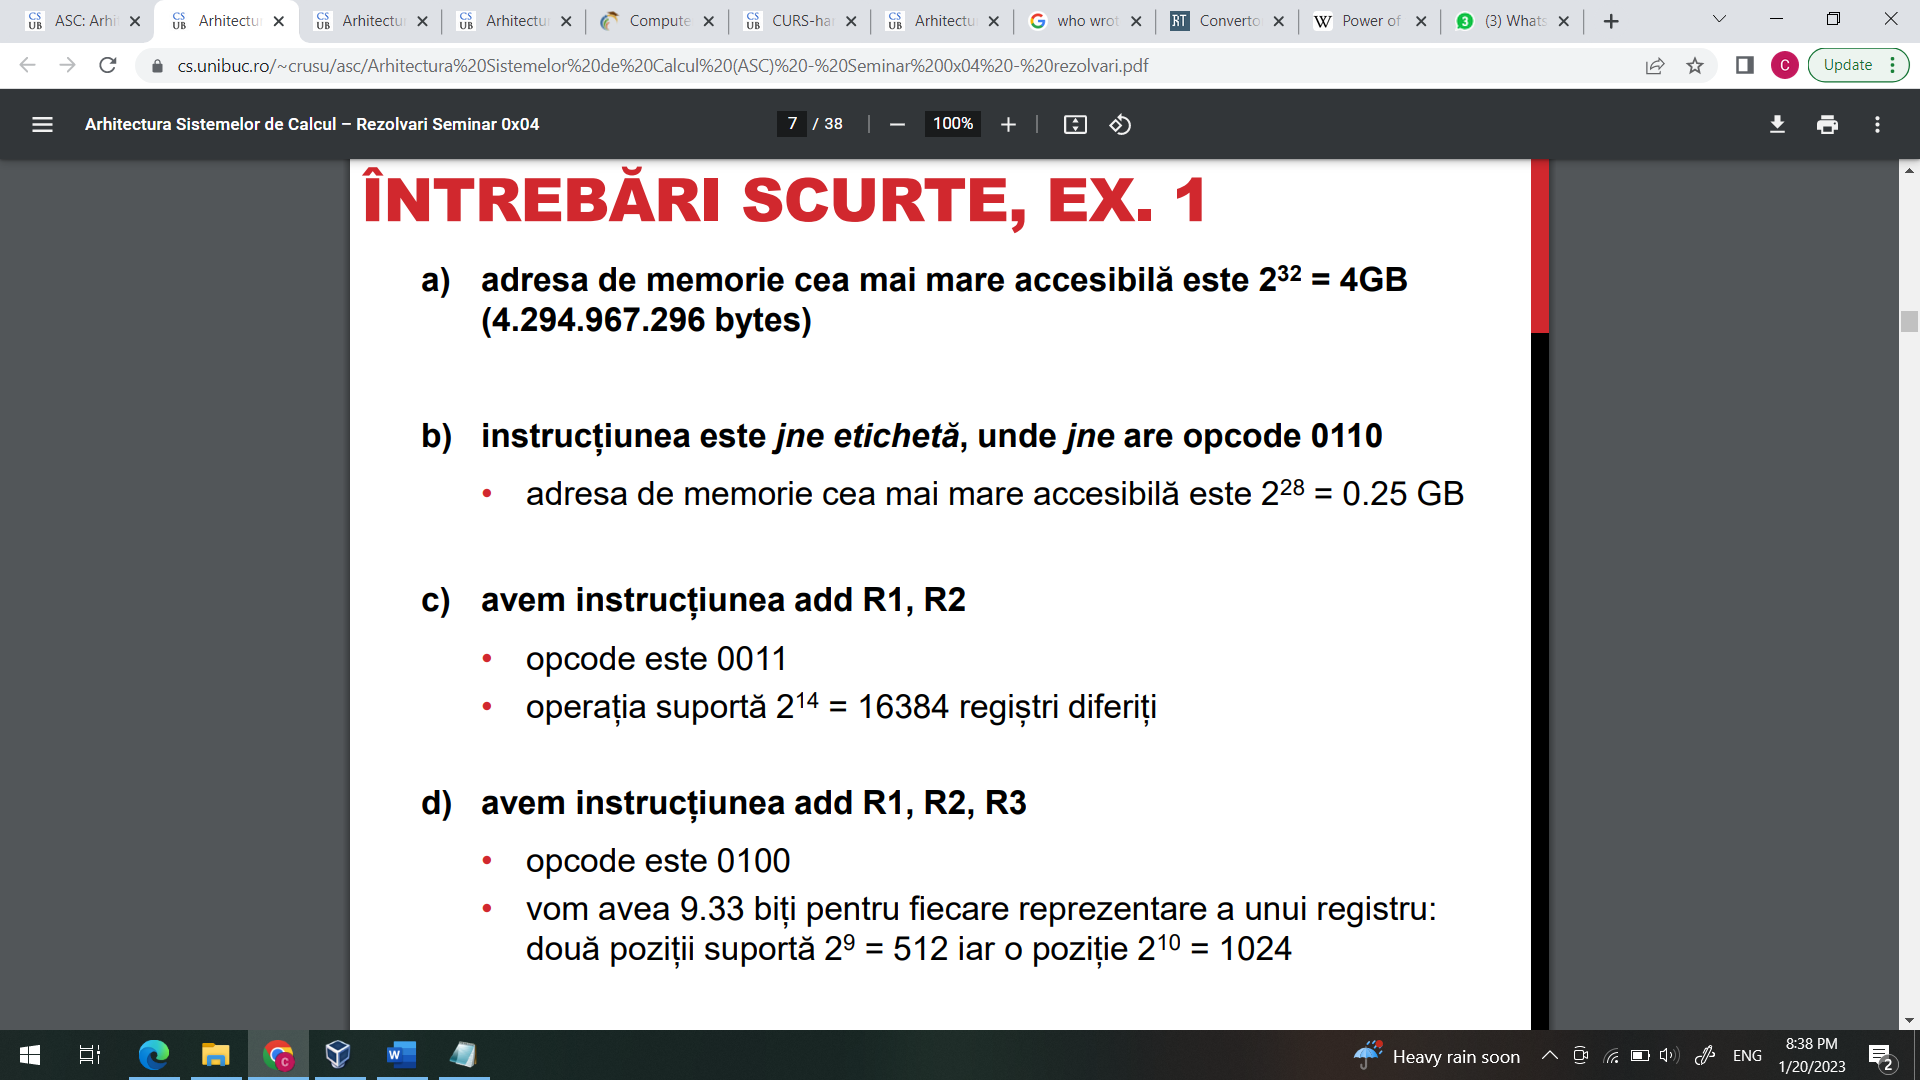 ASC: Arhi
Arhitectu
Arhitectu
Arhitectu
Compute
CURS-ha
Arhitectu
who wrot
Converto
Power of
(3) Whats
cs.unibuc.ro/~crusu/asc/Arhitectura%20Sistemelor%20de%20Calcul%20(ASC)%20-%20Seminar%200x04%20-%20rezolvari.pdf
C
Update
Arhitectura Sistemelor de Calcul – Rezolvari Seminar 0x04
7 / 38
100%
ÎNTREBĂRI SCURTE, EX. 1
a) adresa de memorie cea mai mare accesibilă este 2³² = 4GB
(4.294.967.296 bytes)
b) instrucțiunea este jne etichetă, unde jne are opcode 0110
• adresa de memorie cea mai mare accesibilă este 2²⁸ = 0.25 GB
c) avem instrucțiunea add R1, R2
• opcode este 0011
• operația suportă 2¹⁴ = 16384 regiștri diferiți
d) avem instrucțiunea add R1, R2, R3
• opcode este 0100
• vom avea 9.33 biți pentru fiecare reprezentare a unui registru:
două poziții suportă 2⁹ = 512 iar o poziție 2¹⁰ = 1024
Heavy rain soon
ENG
8:38 PM
1/20/2023
2